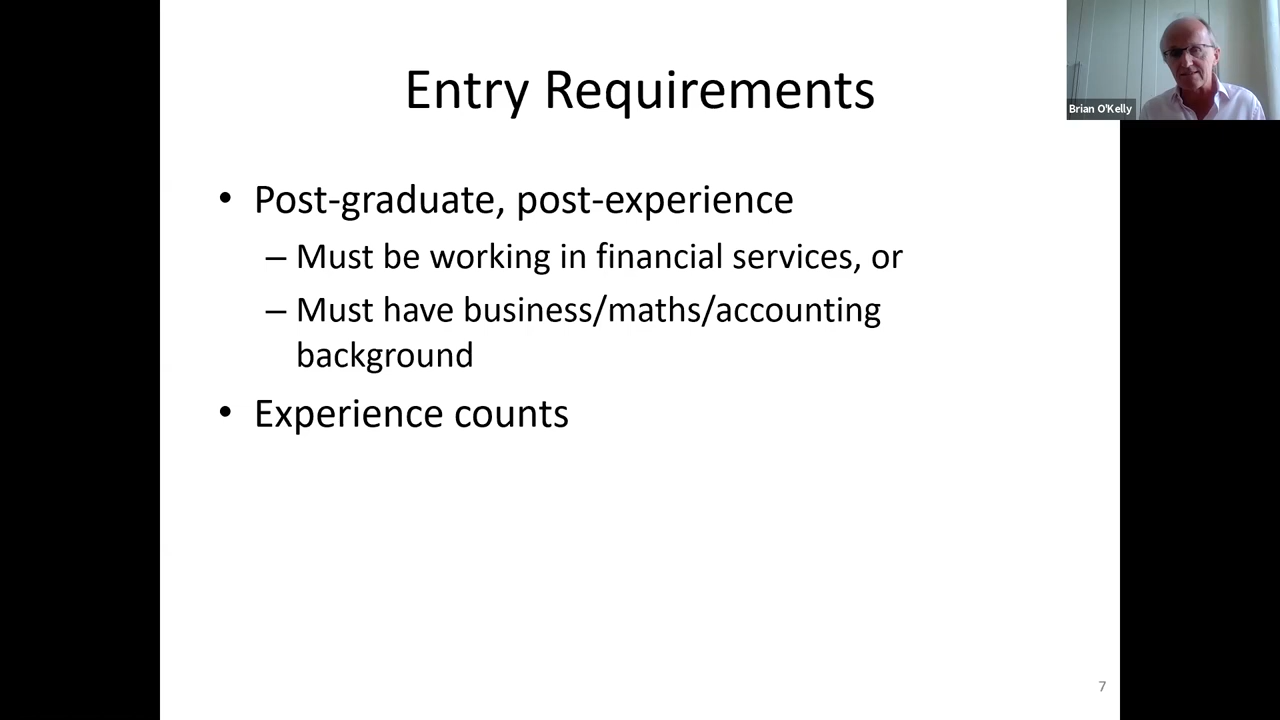 Entry Requirements
Brian O'Kelly
• Post-graduate, post-experience
– Must be working in financial services, or
– Must have business/maths/accounting
background
• Experience counts
7